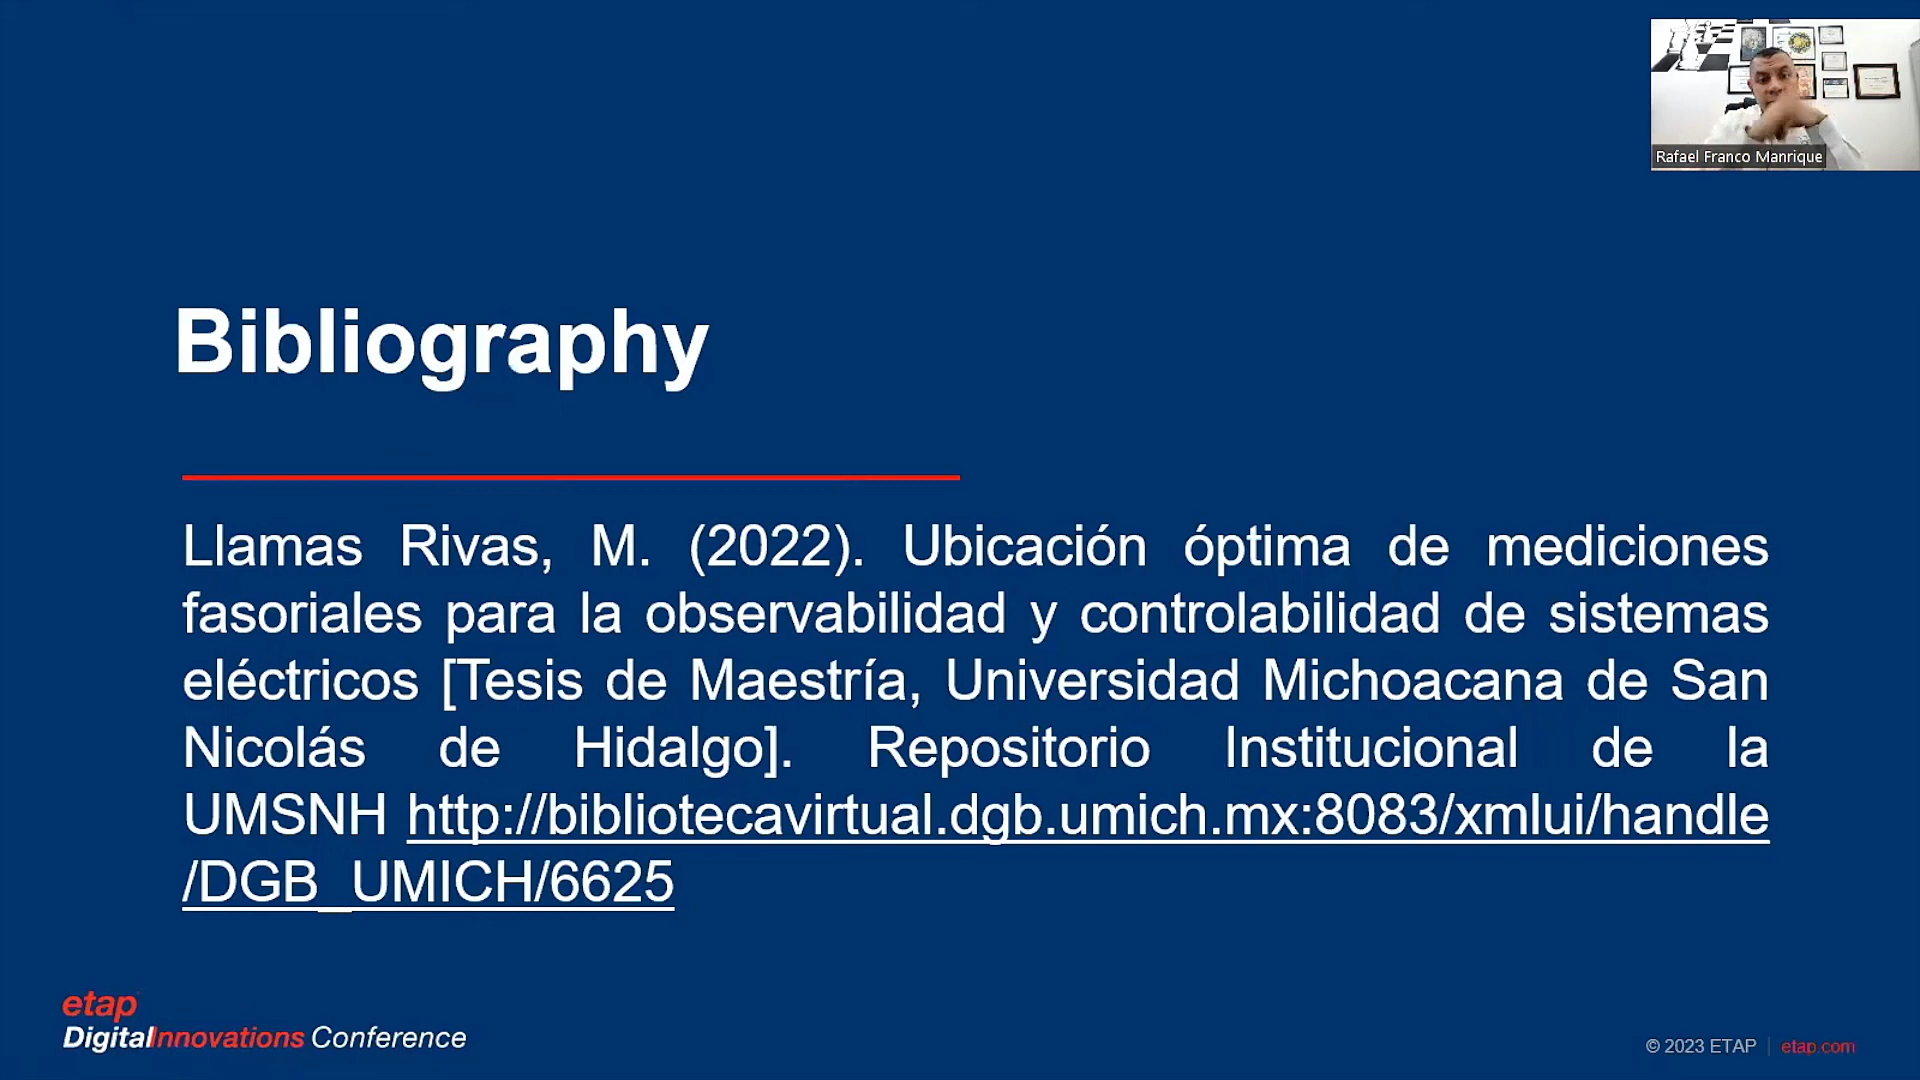 Rafael Franco Manrique
Bibliography
Llamas Rivas, M. (2022). Ubicación óptima de mediciones
fasoriales para la observabilidad y controlabilidad de sistemas
eléctricos [Tesis de Maestría, Universidad Michoacana de San
Nicolás de Hidalgo]. Repositorio Institucional de la
UMSNH http://bibliotecavirtual.dgb.umich.mx:8083/xmlui/handle
/DGB_UMICH/6625
etap
DigitalInnovations Conference
© 2023 ETAP | etap.com